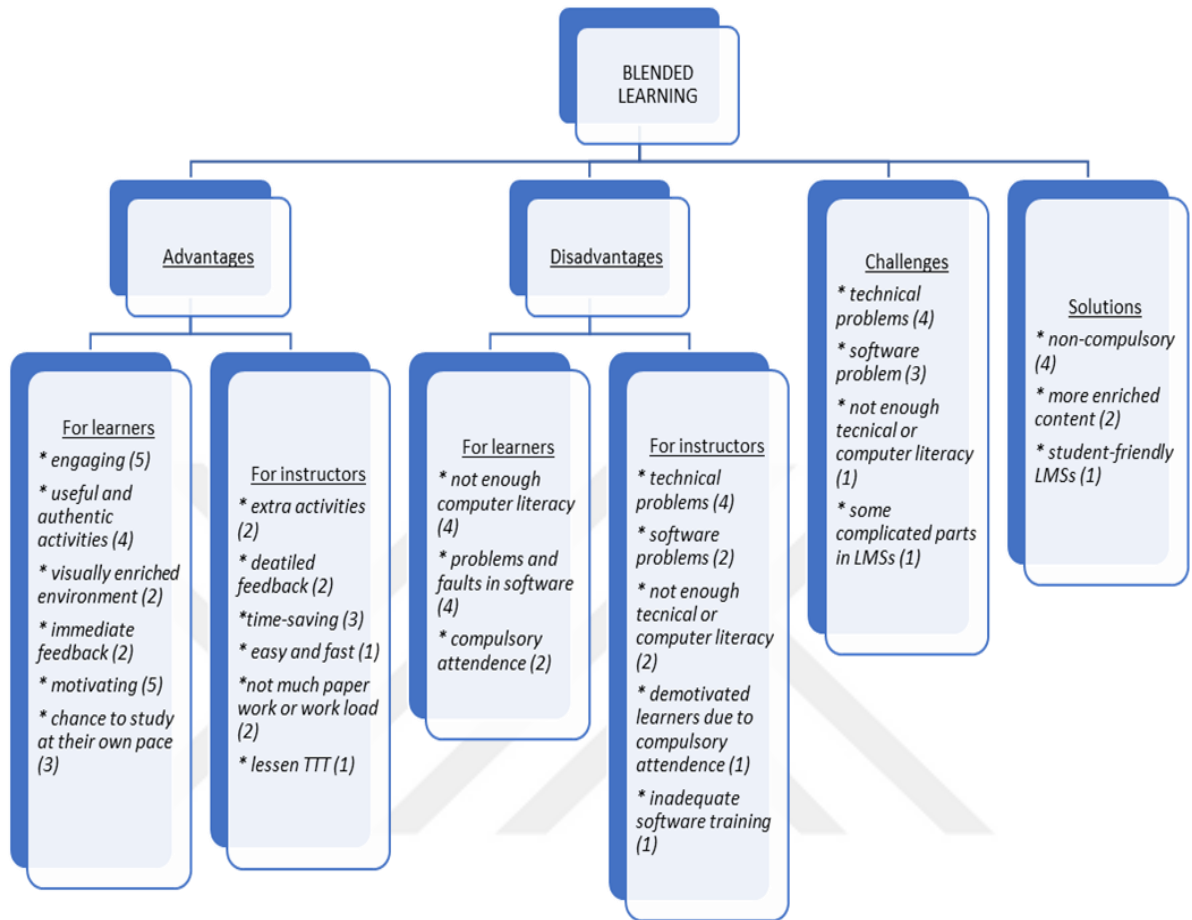 BLENDED
LEARNING
Advantages
Disadvantages
Challenges
* technical
problems (4)
* software
problem (3)
* not enough
tecnical or
computer literacy
(1)
* some
complicated parts
in LMSs (1)
Solutions
* non-compulsory
(4)
* more enriched
content (2)
* student-friendly
LMSs (1)
For learners
* engaging (5)
* useful and
authentic
activities (4)
* visually enriched
environment (2)
* immediate
feedback (2)
* motivating (5)
* chance to study
at their own pace
(3)
For instructors
* extra activities
(2)
* deatiled
feedback (2)
*time-saving (3)
* easy and fast (1)
*not much paper
work or work load
(2)
* lessen TTT (1)
For learners
* not enough
computer literacy
(4)
* problems and
faults in software
(4)
* compulsory
attendence (2)
For instructors
* technical
problems (4)
* software
problems (2)
* not enough
tecnical or
computer literacy
(2)
* demotivated
learners due to
compulsory
attendence (1)
* inadequate
software training
(1)